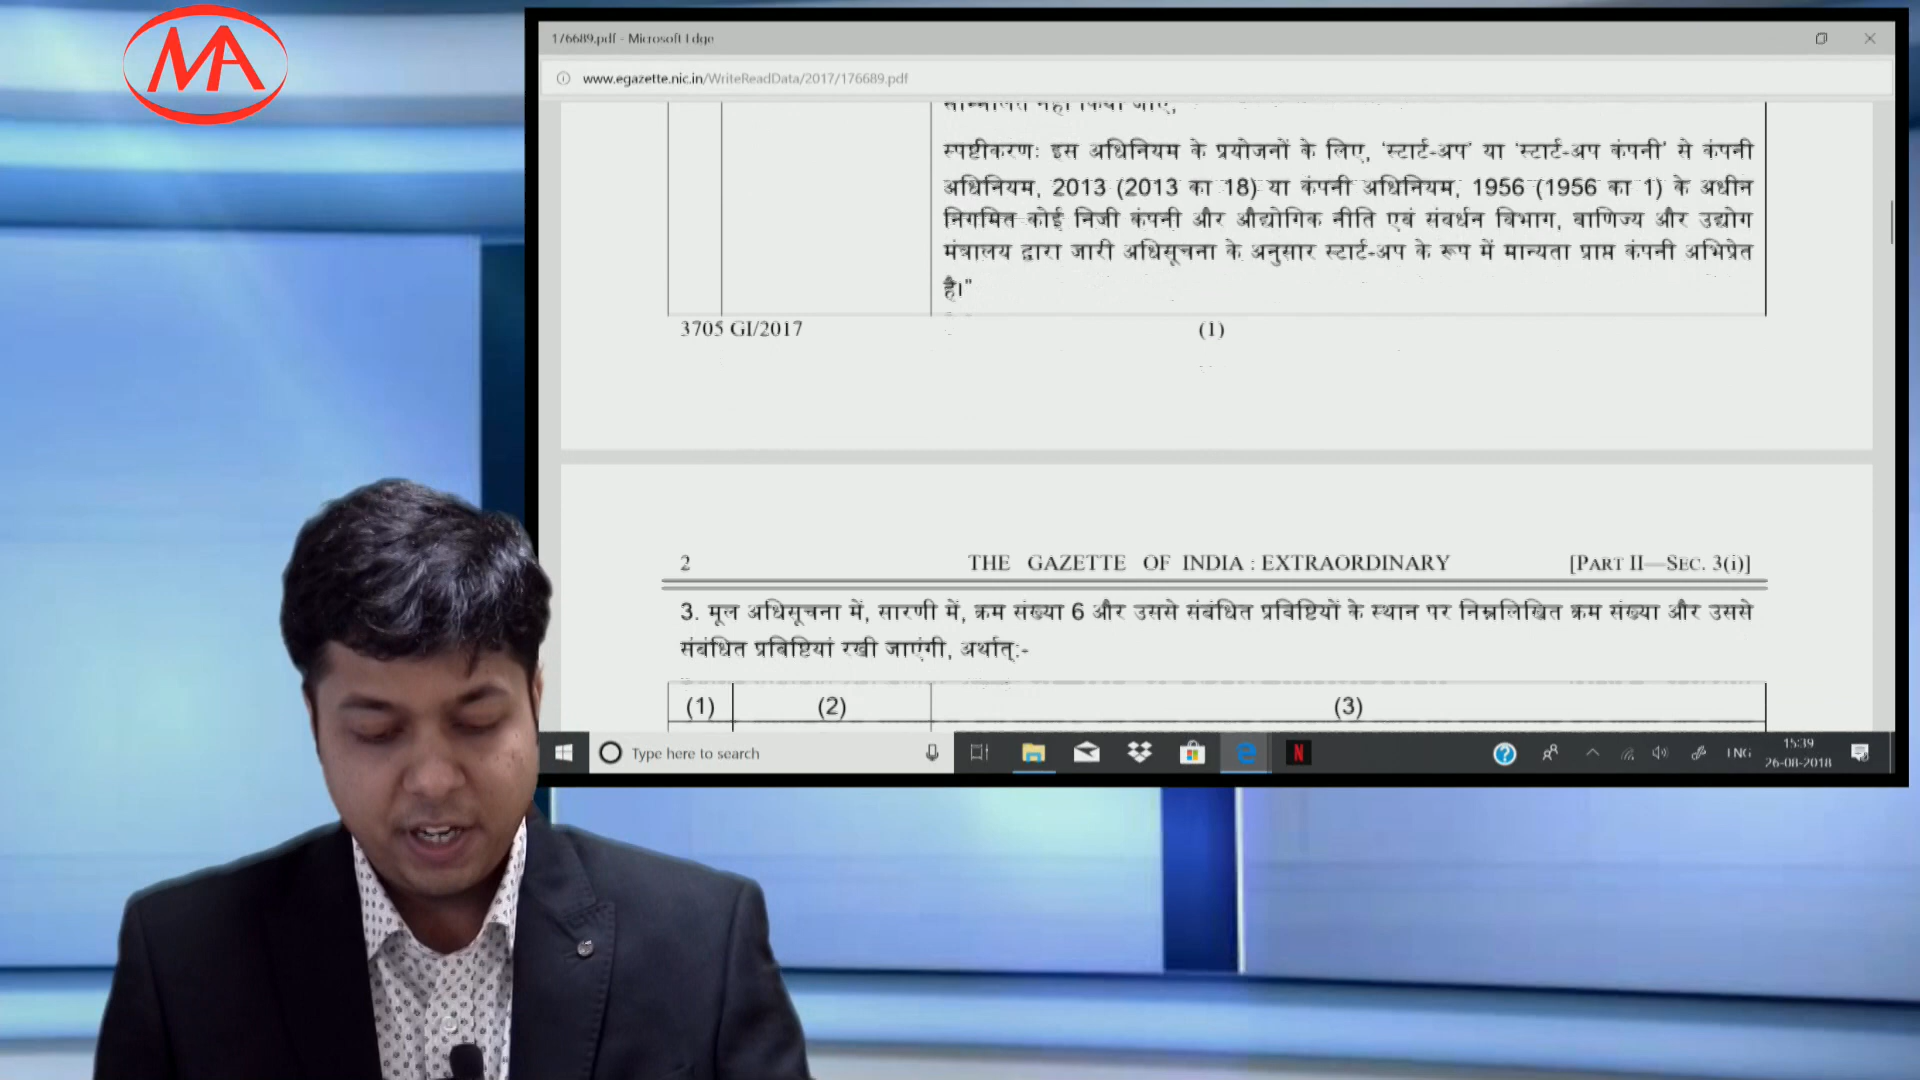 MA
176689.pdf - Microsoft Edge
www.egazette.nic.in/WriteReadData/2017/176689.pdf
सम्मिलित नहीं किया जाए;
स्पष्टीकरण: इस अधिनियम के प्रयोजनों के लिए, 'स्टार्ट-अप' या 'स्टार्ट-अप कंपनी' से कंपनी
अधिनियम, 2013 (2013 का 18) या कंपनी अधिनियम, 1956 (1956 का 1) के अधीन
निगमित कोई निजी कंपनी और औद्योगिक नीति एवं संवर्धन विभाग, वाणिज्य और उद्योग
मंत्रालय द्वारा जारी अधिसूचना के अनुसार स्टार्ट-अप के रूप में मान्यता प्राप्त कंपनी अभिप्रेत
है।"
3705 GI/2017 (1)
2 THE GAZETTE OF INDIA : EXTRAORDINARY [PART II—SEC. 3(i)]
3. मूल अधिसूचना में, सारणी में, क्रम संख्या 6 और उससे संबंधित प्रविष्टियों के स्थान पर निम्नलिखित क्रम संख्या और उससे
संबंधित प्रविष्टियां रखी जाएंगी, अर्थात्:-
(1) (2) (3)
Type here to search
N
ENG
15:39
26-08-2018